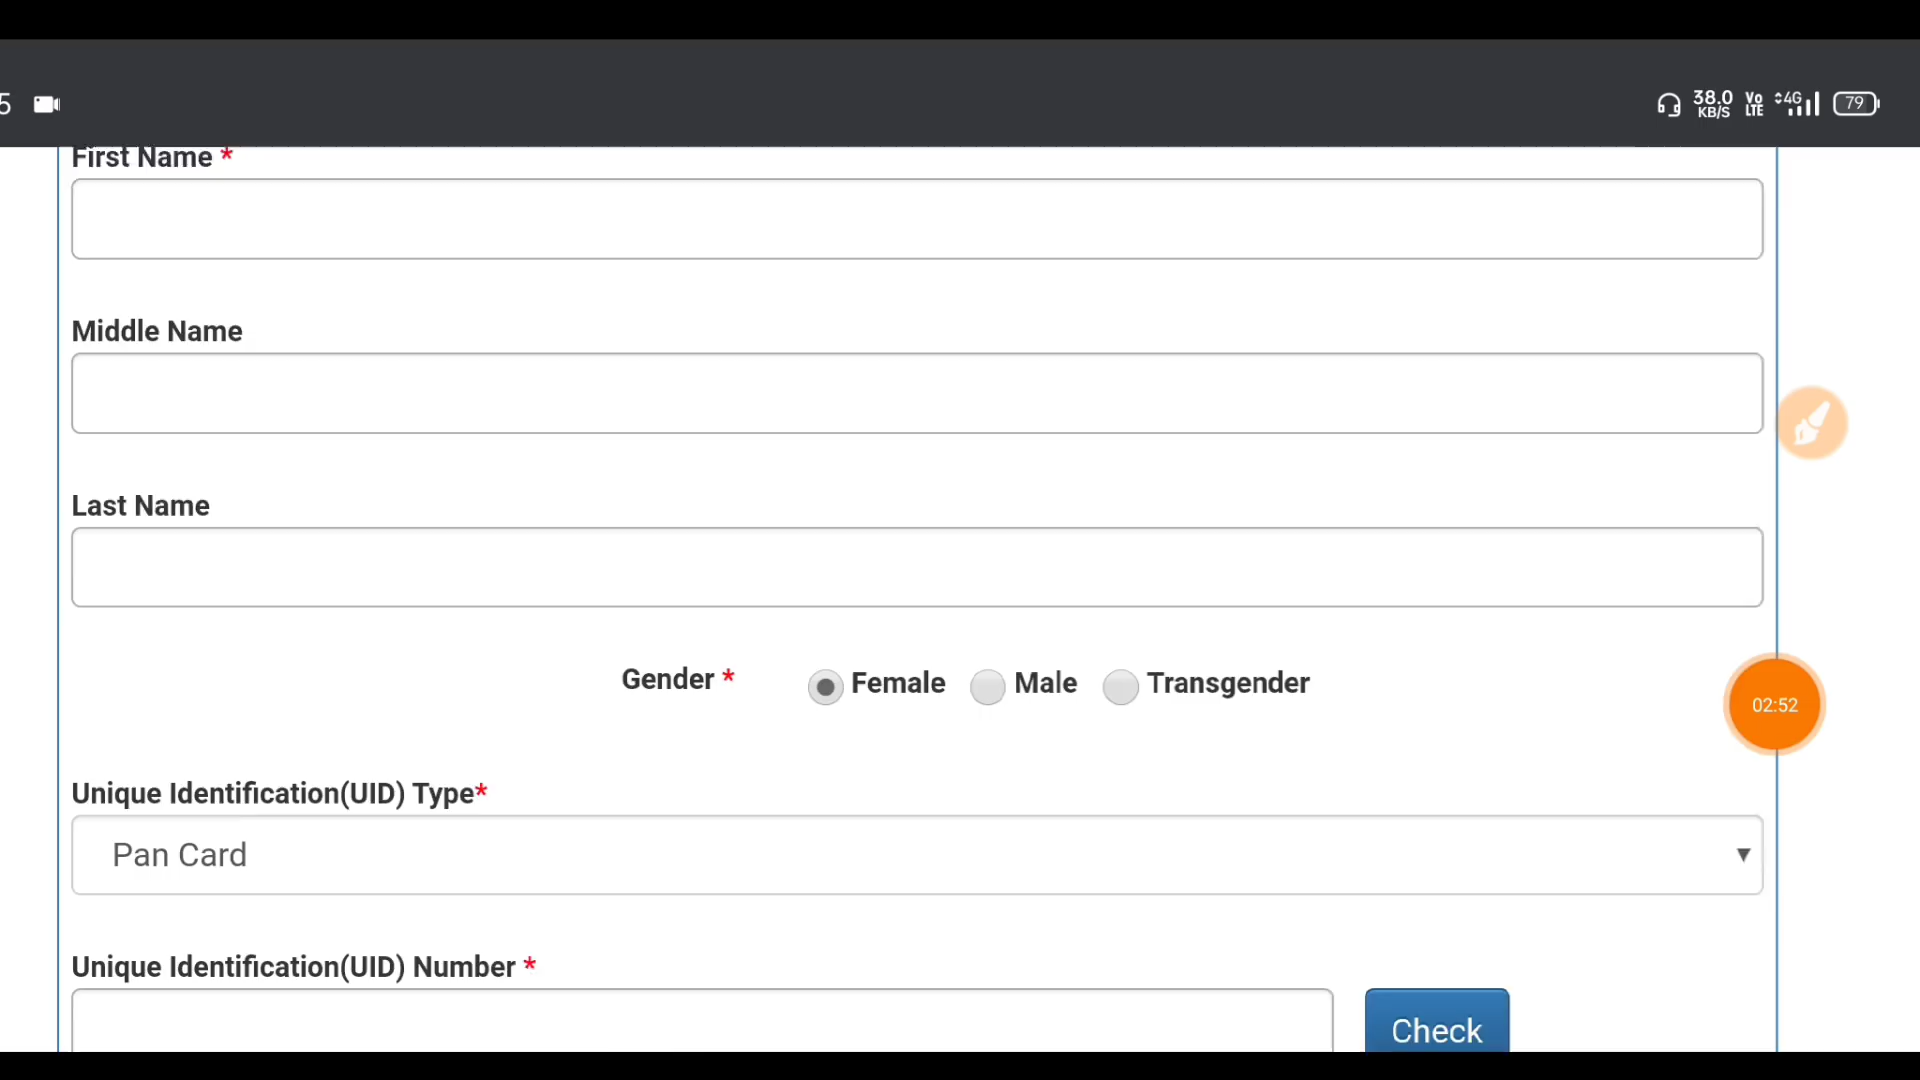 5
38.0
KB/S
Vo
LTE
4G
79
First Name *
Middle Name
Last Name
Gender * Female Male Transgender
02:52
Unique Identification(UID) Type*
Pan Card
Unique Identification(UID) Number *
Check